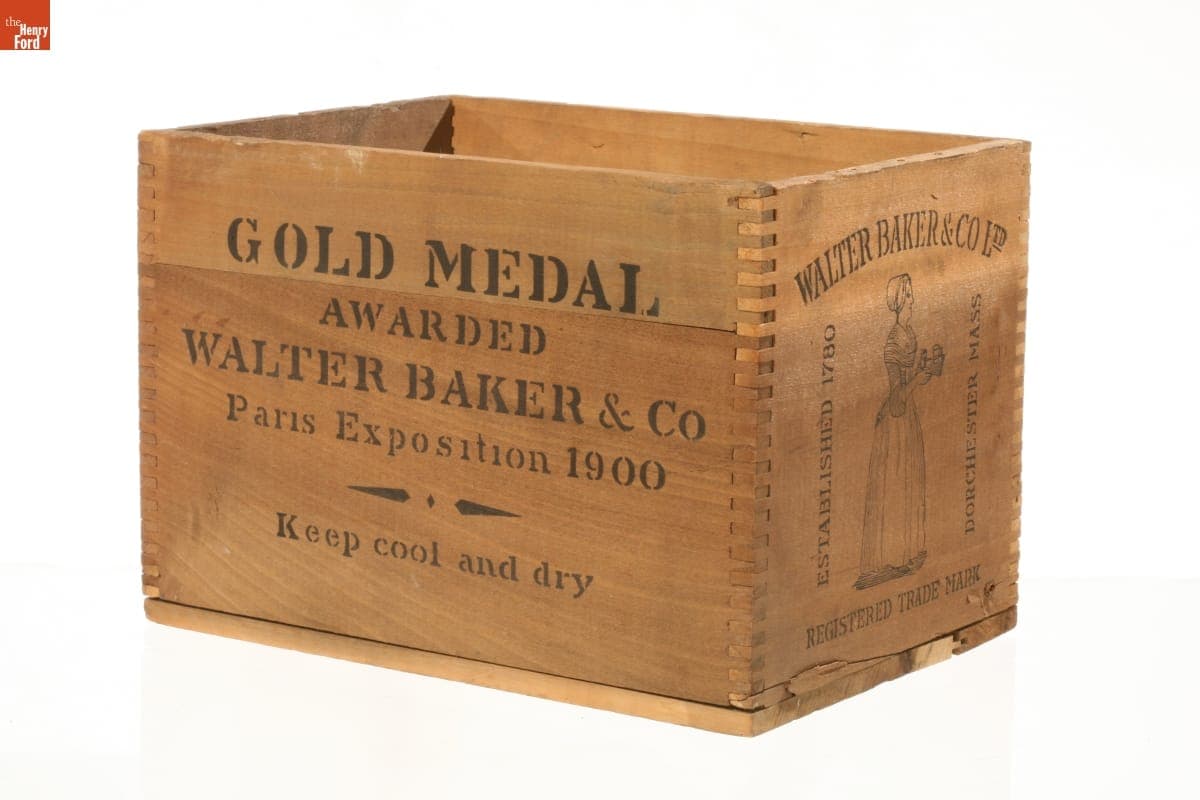 the
Henry
Ford
GOLD MEDAL
AWARDED
WALTER BAKER & Co
Paris Exposition 1900
Keep cool and dry
WALTER BAKER & CO LTD
ESTABLISHED 1780
DORCHESTER MASS
REGISTERED TRADE MARK